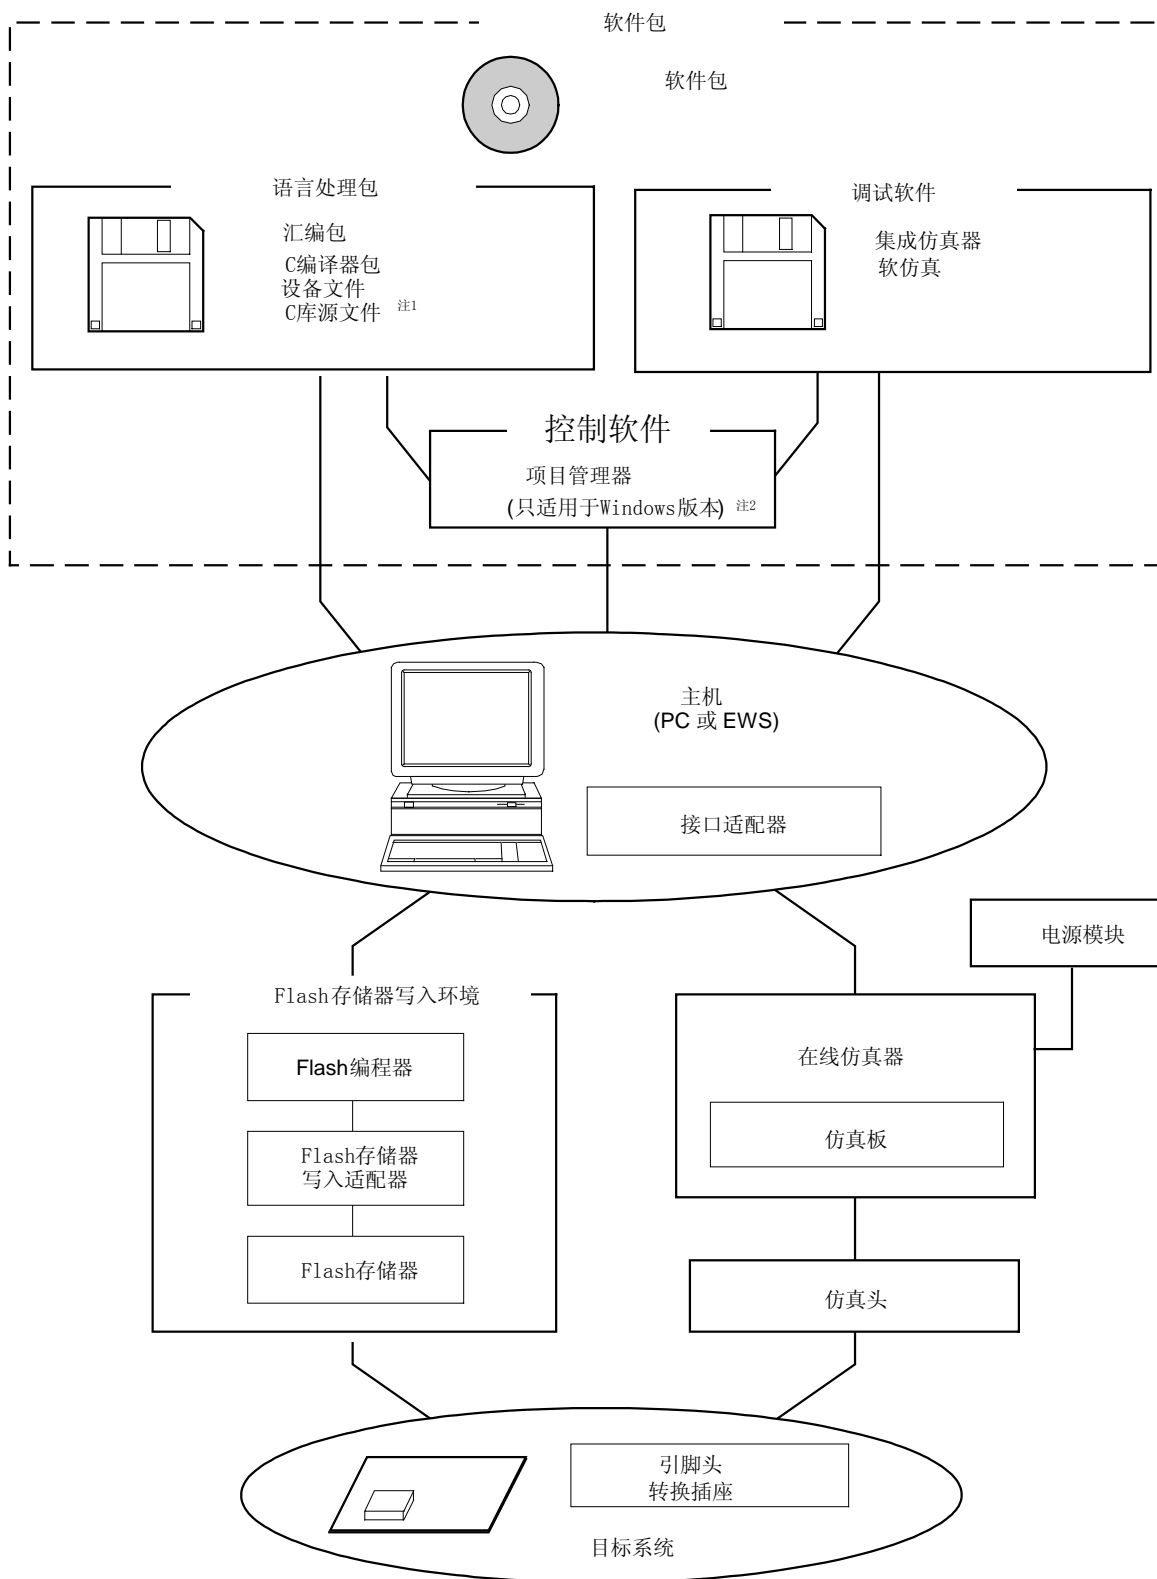 软件包
软件包
语言处理包
汇编包
C编译器包
设备文件
C库源文件 注1
调试软件
集成仿真器
软仿真
控制软件
项目管理器
(只适用于Windows版本) 注2
主机
(PC 或 EWS)
接口适配器
电源模块
Flash存储器写入环境
Flash编程器
Flash存储器
写入适配器
Flash存储器
在线仿真器
仿真板
仿真头
引脚头
转换插座
目标系统